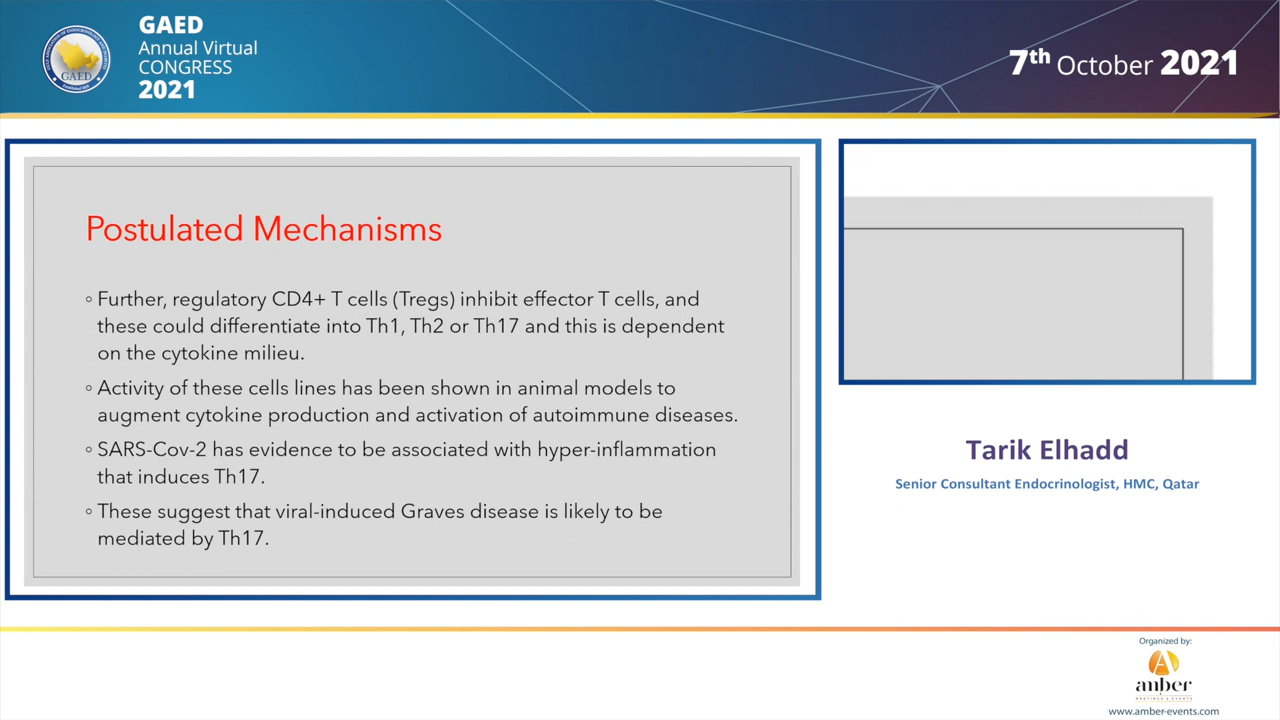 GAED
Annual Virtual
CONGRESS
2021
GAED
7th October 2021
Postulated Mechanisms
◦ Further, regulatory CD4+ T cells (Tregs) inhibit effector T cells, and
these could differentiate into Th1, Th2 or Th17 and this is dependent
on the cytokine milieu.
◦ Activity of these cells lines has been shown in animal models to
augment cytokine production and activation of autoimmune diseases.
◦ SARS-Cov-2 has evidence to be associated with hyper-inflammation
that induces Th17.
◦ These suggest that viral-induced Graves disease is likely to be
mediated by Th17.
Tarik Elhadd
Senior Consultant Endocrinologist, HMC, Qatar
Organized by:
anber
MEETINGS & EVENTS
www.amber-events.com